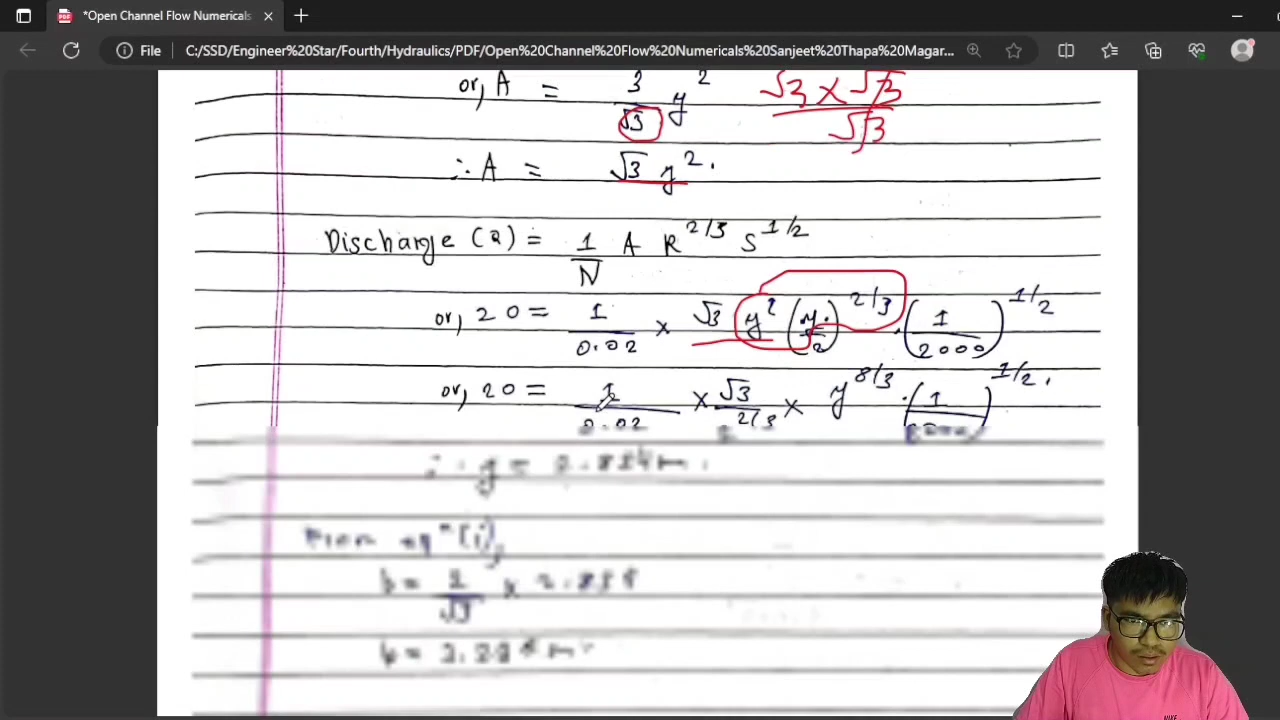 *Open Channel Flow Numericals
File C:/SSD/Engineer%20Star/Fourth/Hydraulics/PDF/Open%20Channel%20Flow%20Numericals%20Sanjeet%20Thapa%20Magar...
or, A = 3/√3 y² √3 × √3/√3
∴ A = √3 y².
Discharge (Q) = 1/N A R^2/3 S^1/2
or, 20 = 1/0.02 × √3 y² (y/2)^2/3 . (1/2000)^1/2
or, 20 = 1/0.02 × √3/2^2/3 × y^8/3 . (1/2000)^1/2.
∴ y =
From eqⁿ (i),
b = 2/√3 ×
b =